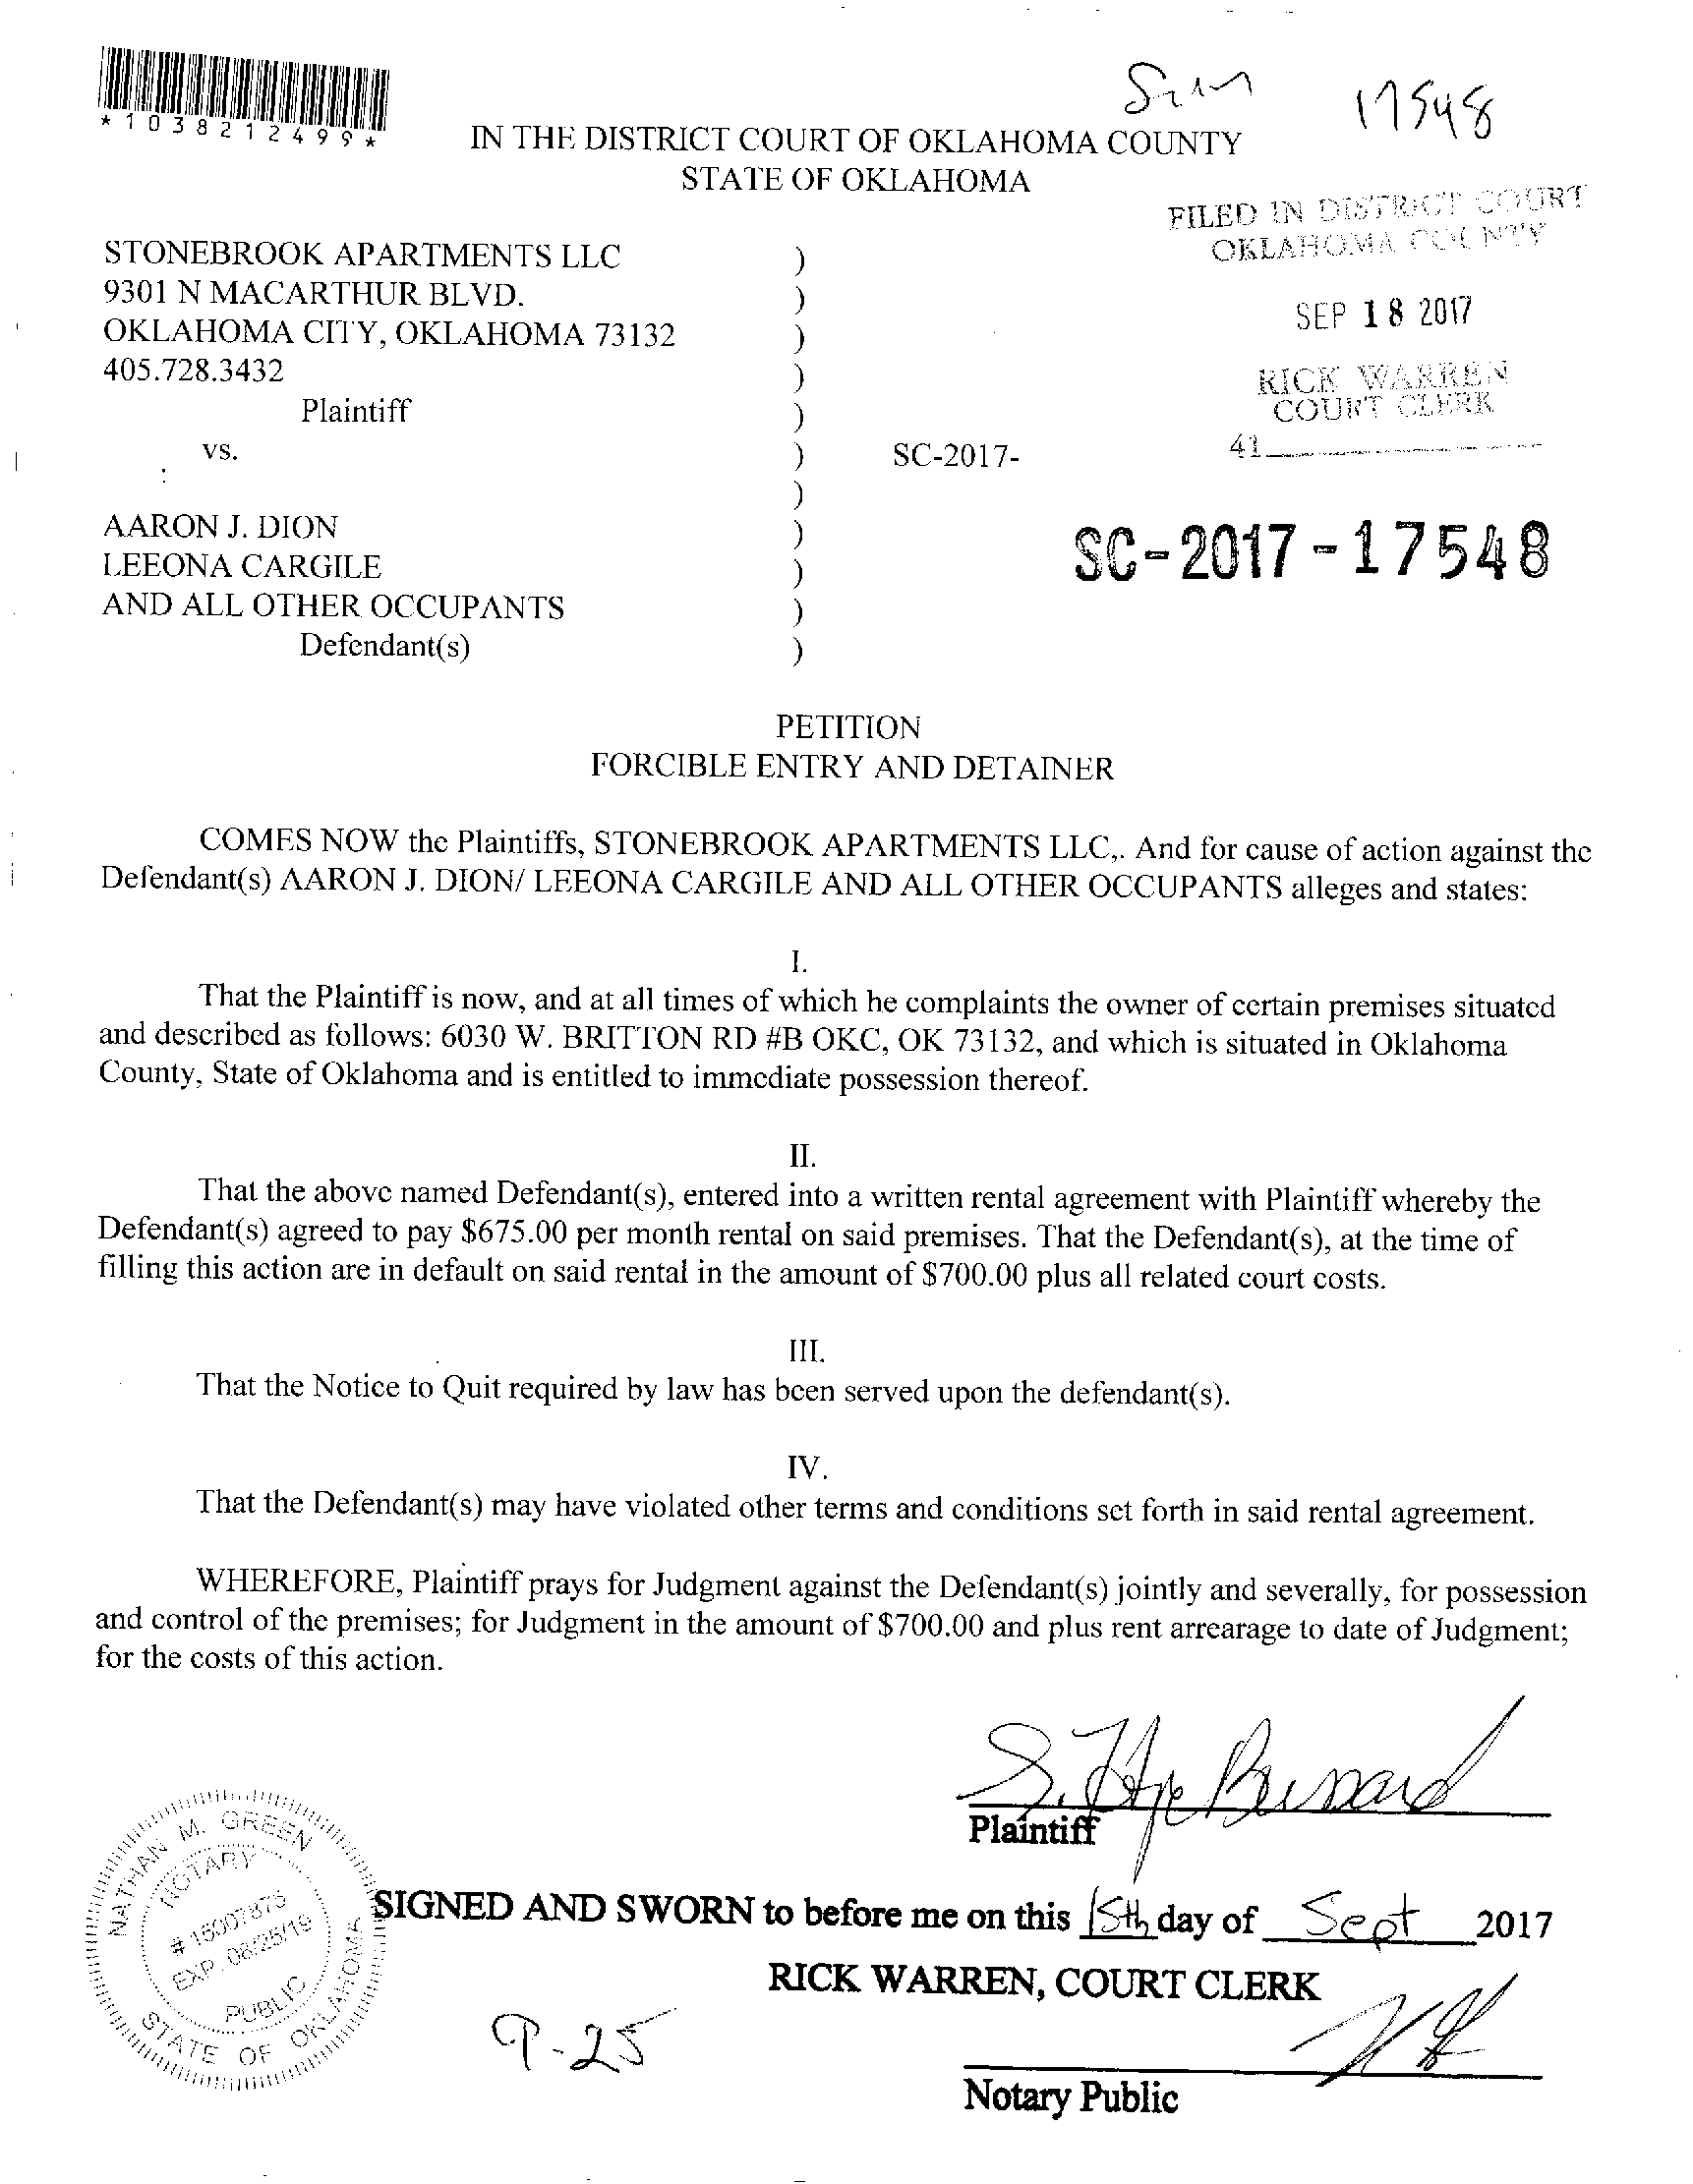 *1038212499*
17548
IN THE DISTRICT COURT OF OKLAHOMA COUNTY
STATE OF OKLAHOMA
FILED IN DISTRICT COURT
OKLAHOMA COUNTY
SEP 18 2017
RICK WARREN
COURT CLERK
41
STONEBROOK APARTMENTS LLC )
9301 N MACARTHUR BLVD. )
OKLAHOMA CITY, OKLAHOMA 73132 )
405.728.3432 )
Plaintiff )
vs. ) SC-2017-
)
AARON J. DION )
SC-2017-17548
LEEONA CARGILE )
AND ALL OTHER OCCUPANTS )
Defendant(s) )
PETITION
FORCIBLE ENTRY AND DETAINER
COMES NOW the Plaintiffs, STONEBROOK APARTMENTS LLC,. And for cause of action against the
Defendant(s) AARON J. DION/ LEEONA CARGILE AND ALL OTHER OCCUPANTS alleges and states:
I.
That the Plaintiff is now, and at all times of which he complaints the owner of certain premises situated
and described as follows: 6030 W. BRITTON RD #B OKC, OK 73132, and which is situated in Oklahoma
County, State of Oklahoma and is entitled to immediate possession thereof.
II.
That the above named Defendant(s), entered into a written rental agreement with Plaintiff whereby the
Defendant(s) agreed to pay $675.00 per month rental on said premises. That the Defendant(s), at the time of
filling this action are in default on said rental in the amount of $700.00 plus all related court costs.
III.
That the Notice to Quit required by law has been served upon the defendant(s).
IV.
That the Defendant(s) may have violated other terms and conditions set forth in said rental agreement.
WHEREFORE, Plaintiff prays for Judgment against the Defendant(s) jointly and severally, for possession
and control of the premises; for Judgment in the amount of $700.00 and plus rent arrearage to date of Judgment;
for the costs of this action.
S.
Plaintiff
NATHAN M. GREEN
NOTARY
# 15007875
EXP. 08/25/19
PUBLIC
STATE OF OKLAHOMA
SIGNED AND SWORN to before me on this 15th day of Sept 2017
RICK WARREN, COURT CLERK
9-25
Notary Public